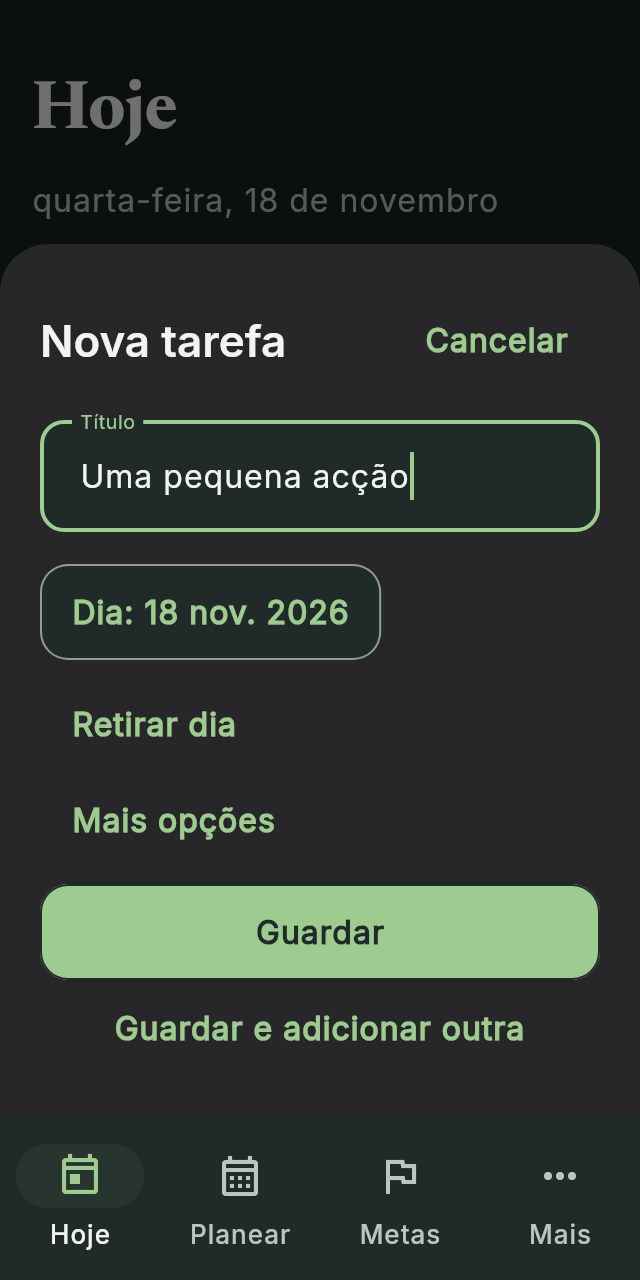 Hoje
quarta-feira, 18 de novembro
Nova tarefa
Cancelar
Título
Uma pequena acção
Dia: 18 nov. 2026
Retirar dia
Mais opções
Guardar
Guardar e adicionar outra
Hoje
Planear
Metas
Mais